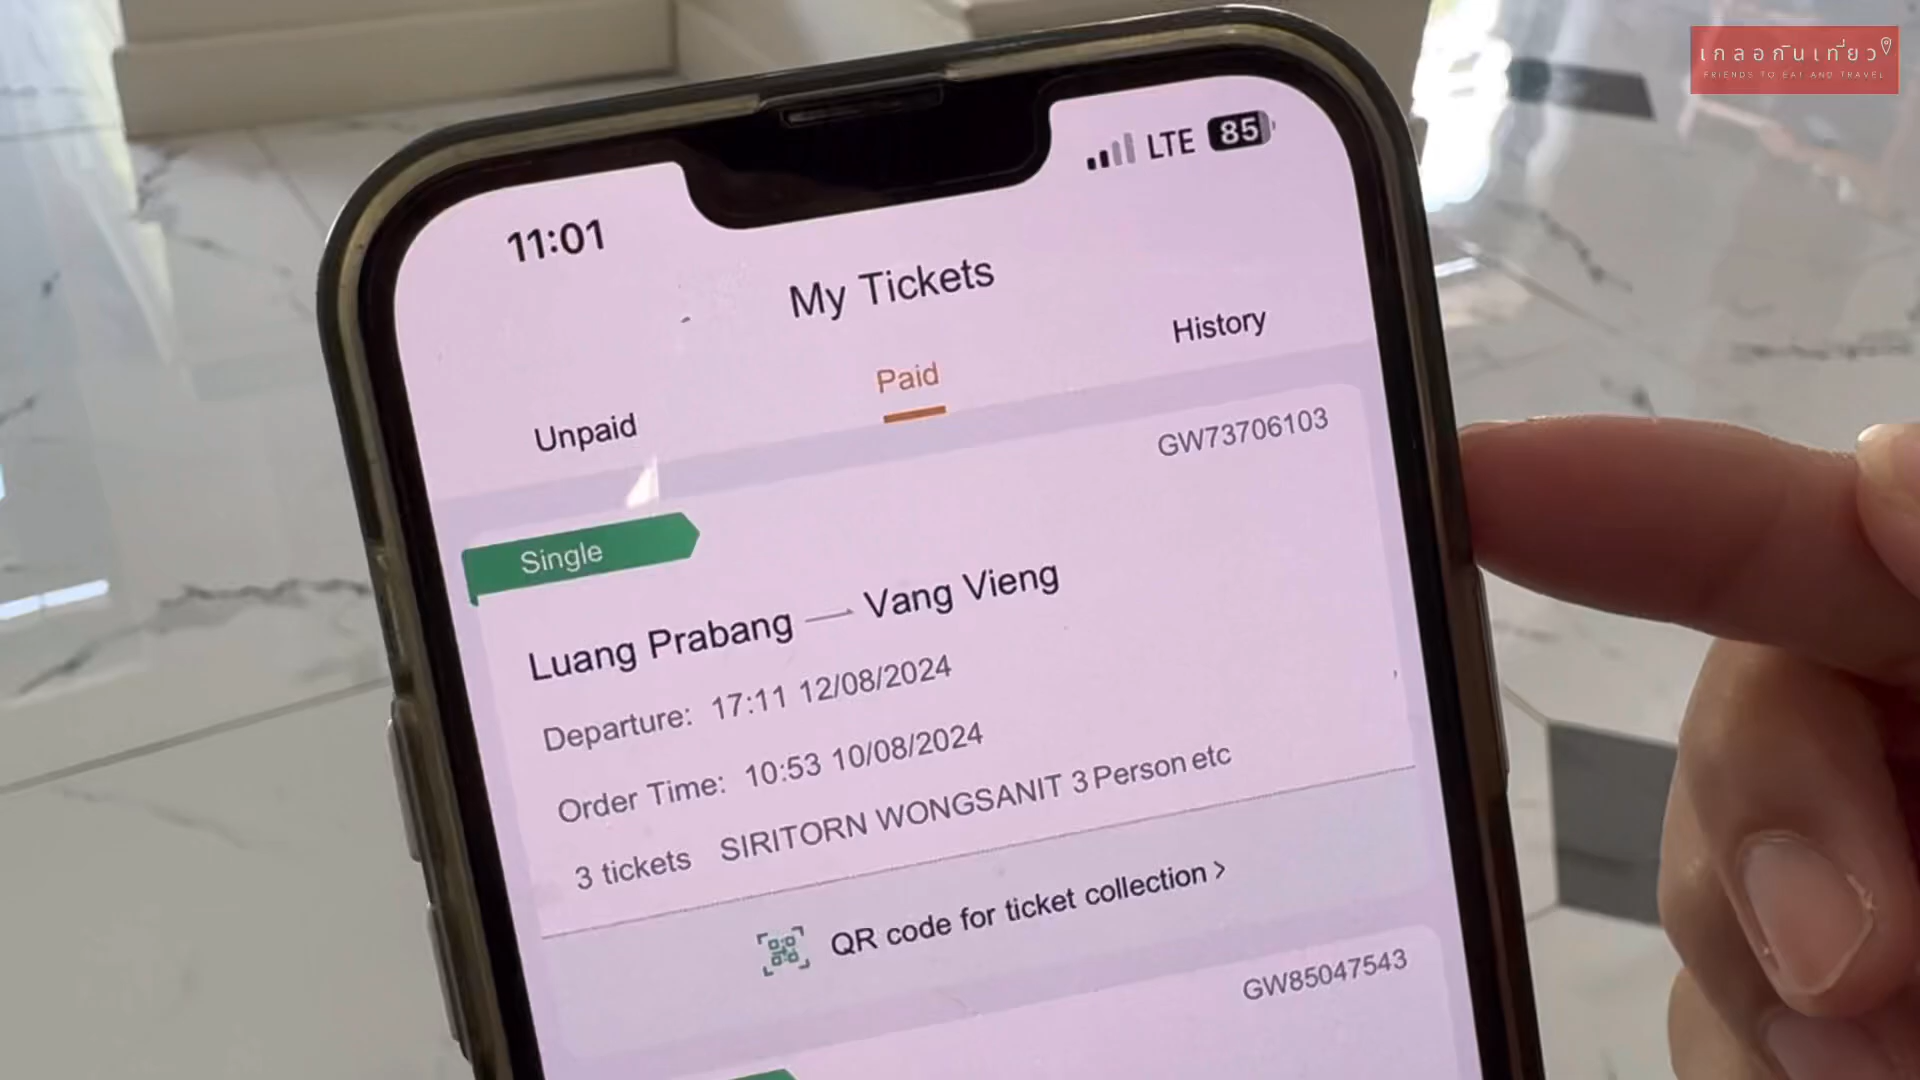 เกลอกันเที่ยว
FRIENDS TO EAT AND TRAVEL
11:01
LTE 85
My Tickets
Unpaid
Paid
History
GW73706103
Single
Luang Prabang — Vang Vieng
Departure: 17:11 12/08/2024
Order Time: 10:53 10/08/2024
3 tickets SIRITORN WONGSANIT 3 Person etc
QR code for ticket collection >
GW85047543